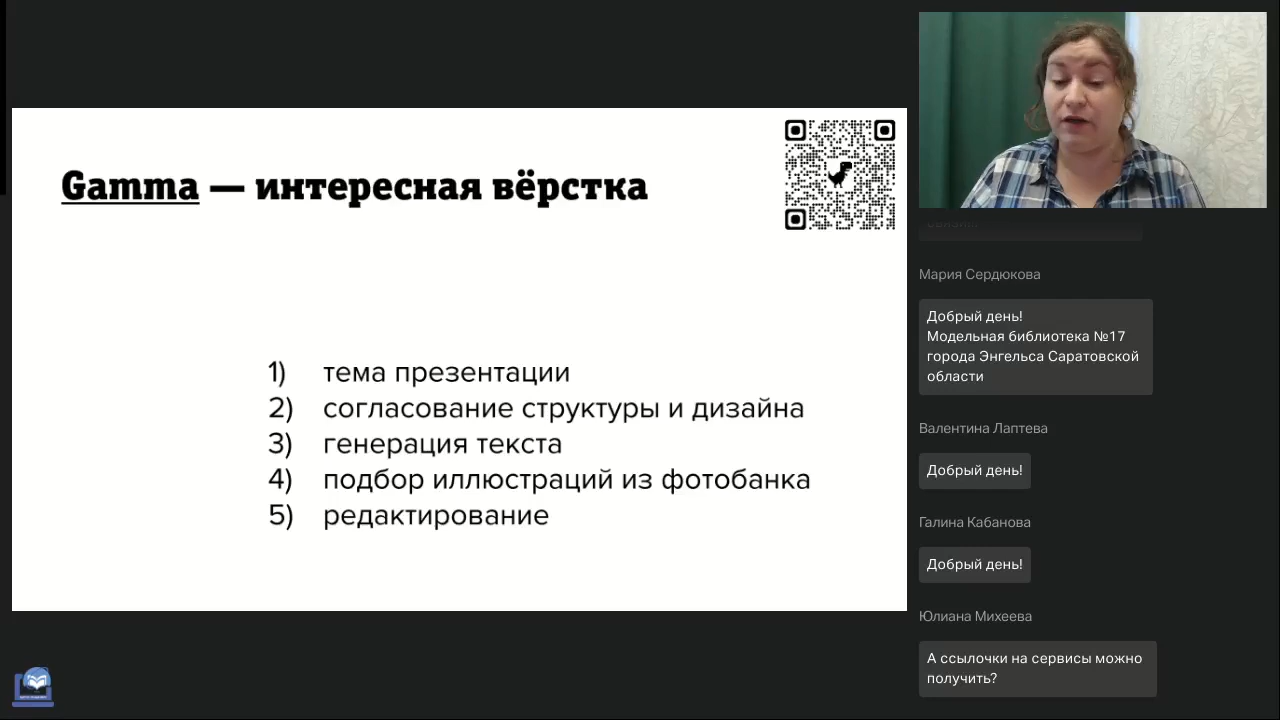 Gamma — интересная вёрстка
1) тема презентации
2) согласование структуры и дизайна
3) генерация текста
4) подбор иллюстраций из фотобанка
5) редактирование
Мария Сердюкова
Добрый день!
Модельная библиотека №17
города Энгельса Саратовской
области
Валентина Лаптева
Добрый день!
Галина Кабанова
Добрый день!
Юлиана Михеева
А ссылочки на сервисы можно
получить?